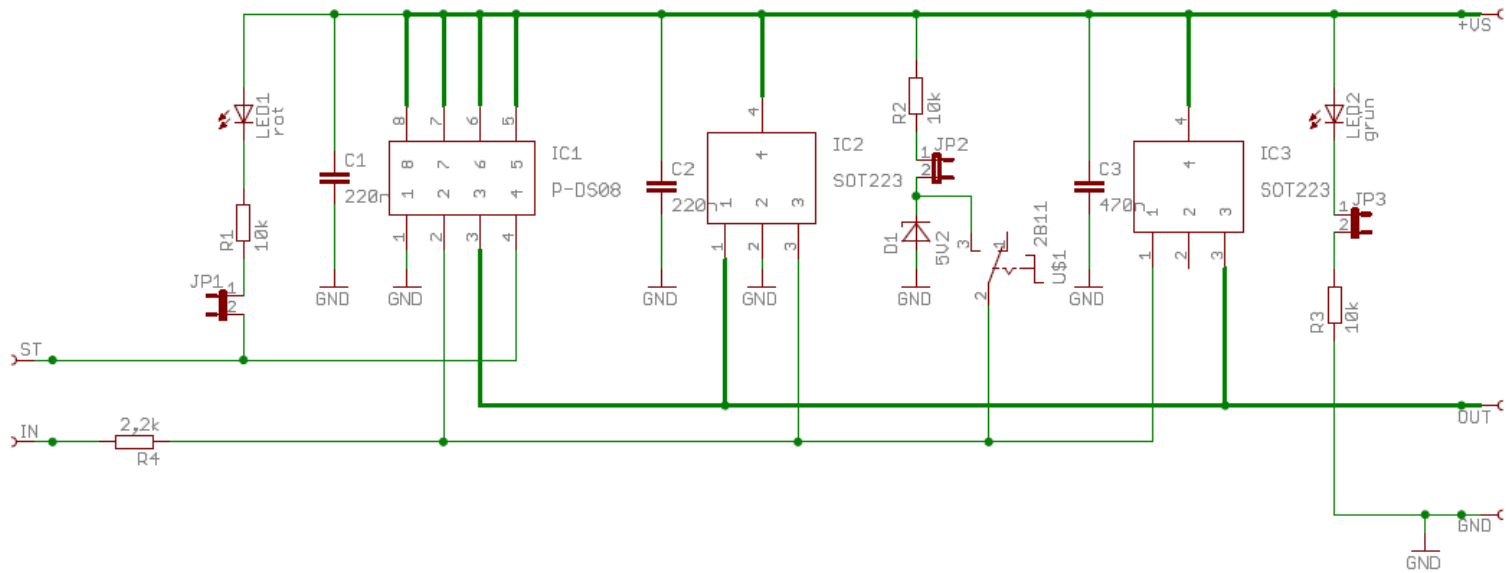 +VS
LED1
rot
C1
220n
8 7 6 5
8 7 6 5
1 2 3 4
1 2 3 4
IC1
P-DS08
C2
220n
4
4
1 2 3
1 2 3
IC2
SOT223
R2
10k
JP2
1
2
D1
5V2
3
1
2
2B11
U$1
C3
470n
4
4
1 2 3
1 2 3
IC3
SOT223
LED2
grün
JP3
1
2
R3
10k
R1
10k
JP1
1
2
GND
GND
GND
GND
GND
GND
ST
IN
2,2k
R4
OUT
GND
GND